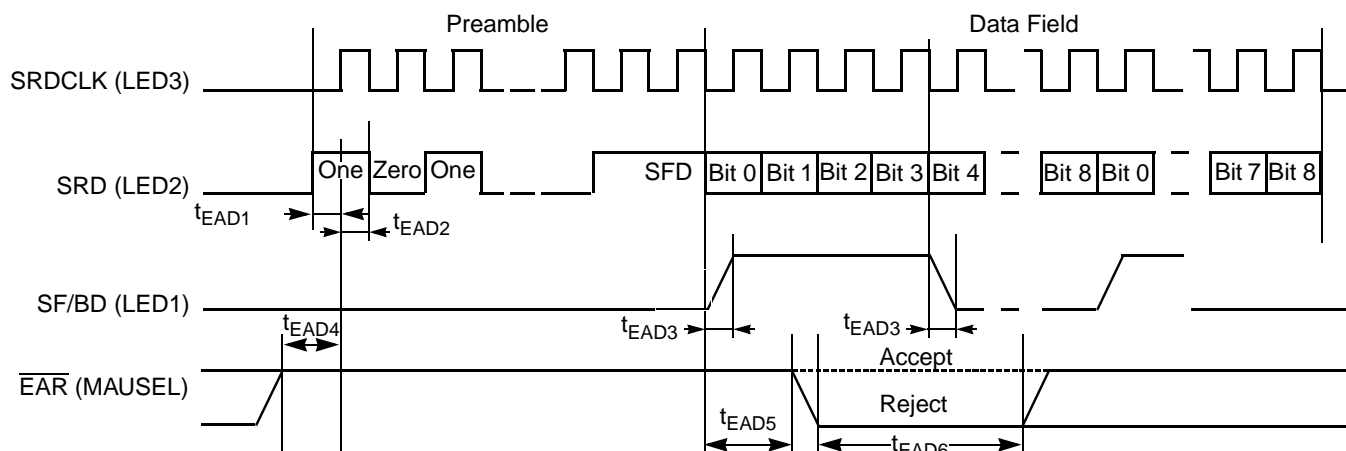 Preamble Data Field
SRDCLK (LED3)
SRD (LED2) One Zero One SFD Bit 0 Bit 1 Bit 2 Bit 3 Bit 4 Bit 8 Bit 0 Bit 7 Bit 8
tEAD1 tEAD2
SF/BD (LED1)
tEAD4 tEAD3 tEAD3
Accept
EAR (MAUSEL)
Reject
tEAD5 tEAD6